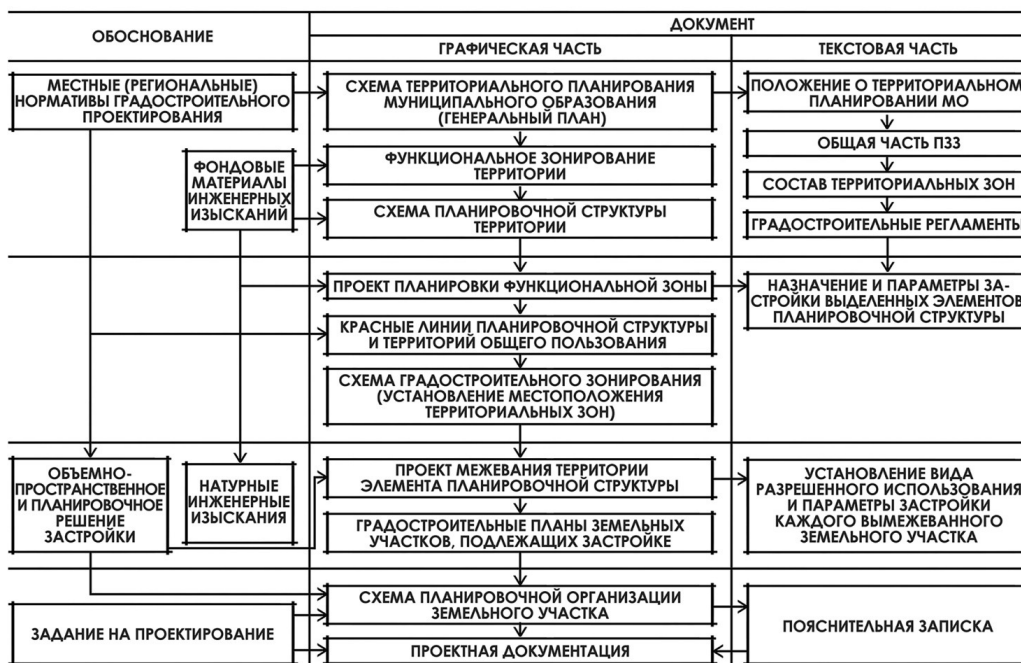 ОБОСНОВАНИЕ
ДОКУМЕНТ
ГРАФИЧЕСКАЯ ЧАСТЬ
ТЕКСТОВАЯ ЧАСТЬ
МЕСТНЫЕ (РЕГИОНАЛЬНЫЕ)
НОРМАТИВЫ ГРАДОСТРОИТЕЛЬНОГО
ПРОЕКТИРОВАНИЯ
СХЕМА ТЕРРИТОРИАЛЬНОГО ПЛАНИРОВАНИЯ
МУНИЦИПАЛЬНОГО ОБРАЗОВАНИЯ
(ГЕНЕРАЛЬНЫЙ ПЛАН)
ПОЛОЖЕНИЕ О ТЕРРИТОРИАЛЬНОМ
ПЛАНИРОВАНИИ МО
ОБЩАЯ ЧАСТЬ ПЗЗ
ФОНДОВЫЕ
МАТЕРИАЛЫ
ИНЖЕНЕРНЫХ
ИЗЫСКАНИЙ
ФУНКЦИОНАЛЬНОЕ ЗОНИРОВАНИЕ
ТЕРРИТОРИИ
СОСТАВ ТЕРРИТОРИАЛЬНЫХ ЗОН
СХЕМА ПЛАНИРОВОЧНОЙ СТРУКТУРЫ
ТЕРРИТОРИИ
ГРАДОСТРОИТЕЛЬНЫЕ РЕГЛАМЕНТЫ
ПРОЕКТ ПЛАНИРОВКИ ФУНКЦИОНАЛЬНОЙ ЗОНЫ
НАЗНАЧЕНИЕ И ПАРАМЕТРЫ ЗА-
СТРОЙКИ ВЫДЕЛЕННЫХ ЭЛЕМЕНТОВ
ПЛАНИРОВОЧНОЙ СТРУКТУРЫ
КРАСНЫЕ ЛИНИИ ПЛАНИРОВОЧНОЙ СТРУКТУРЫ
И ТЕРРИТОРИЙ ОБЩЕГО ПОЛЬЗОВАНИЯ
СХЕМА ГРАДОСТРОИТЕЛЬНОГО ЗОНИРОВАНИЯ
(УСТАНОВЛЕНИЕ МЕСТОПОЛОЖЕНИЯ
ТЕРРИТОРИАЛЬНЫХ ЗОН)
ОБЪЕМНО-
ПРОСТРАНСТВЕННОЕ
И ПЛАНИРОВОЧНОЕ
РЕШЕНИЕ
ЗАСТРОЙКИ
НАТУРНЫЕ
ИНЖЕНЕРНЫЕ
ИЗЫСКАНИЯ
ПРОЕКТ МЕЖЕВАНИЯ ТЕРРИТОРИИ
ЭЛЕМЕНТА ПЛАНИРОВОЧНОЙ СТРУКТУРЫ
ГРАДОСТРОИТЕЛЬНЫЕ ПЛАНЫ ЗЕМЕЛЬНЫХ
УЧАСТКОВ, ПОДЛЕЖАЩИХ ЗАСТРОЙКЕ
УСТАНОВЛЕНИЕ ВИДА
РАЗРЕШЕННОГО ИСПОЛЬЗОВАНИЯ
И ПАРАМЕТРЫ ЗАСТРОЙКИ
КАЖДОГО ВЫМЕЖЕВАННОГО
ЗЕМЕЛЬНОГО УЧАСТКА
СХЕМА ПЛАНИРОВОЧНОЙ ОРГАНИЗАЦИИ
ЗЕМЕЛЬНОГО УЧАСТКА
ЗАДАНИЕ НА ПРОЕКТИРОВАНИЕ
ПОЯСНИТЕЛЬНАЯ ЗАПИСКА
ПРОЕКТНАЯ ДОКУМЕНТАЦИЯ